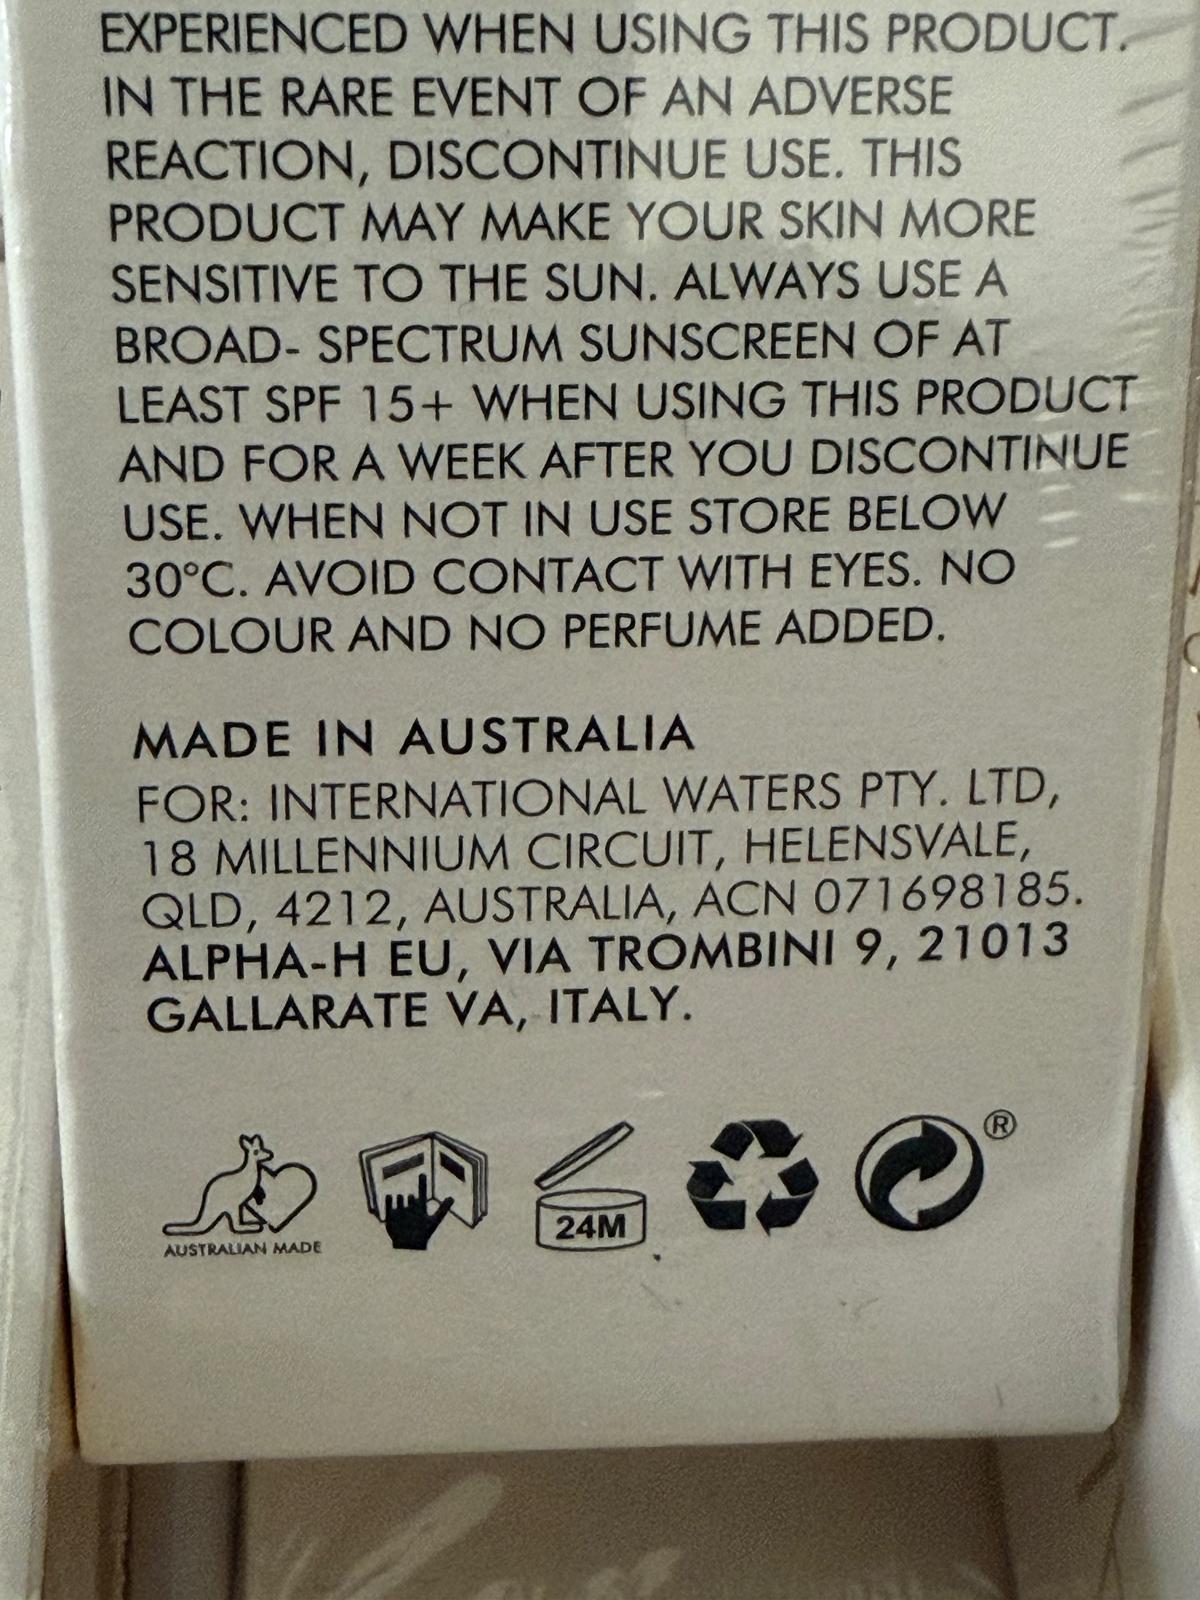 EXPERIENCED WHEN USING THIS PRODUCT.
IN THE RARE EVENT OF AN ADVERSE
REACTION, DISCONTINUE USE. THIS
PRODUCT MAY MAKE YOUR SKIN MORE
SENSITIVE TO THE SUN. ALWAYS USE A
BROAD- SPECTRUM SUNSCREEN OF AT
LEAST SPF 15+ WHEN USING THIS PRODUCT
AND FOR A WEEK AFTER YOU DISCONTINUE
USE. WHEN NOT IN USE STORE BELOW
30°C. AVOID CONTACT WITH EYES. NO
COLOUR AND NO PERFUME ADDED.
MADE IN AUSTRALIA
FOR: INTERNATIONAL WATERS PTY. LTD,
18 MILLENNIUM CIRCUIT, HELENSVALE,
QLD, 4212, AUSTRALIA, ACN 071698185.
ALPHA-H EU, VIA TROMBINI 9, 21013
GALLARATE VA, ITALY.
24M
®
AUSTRALIAN MADE